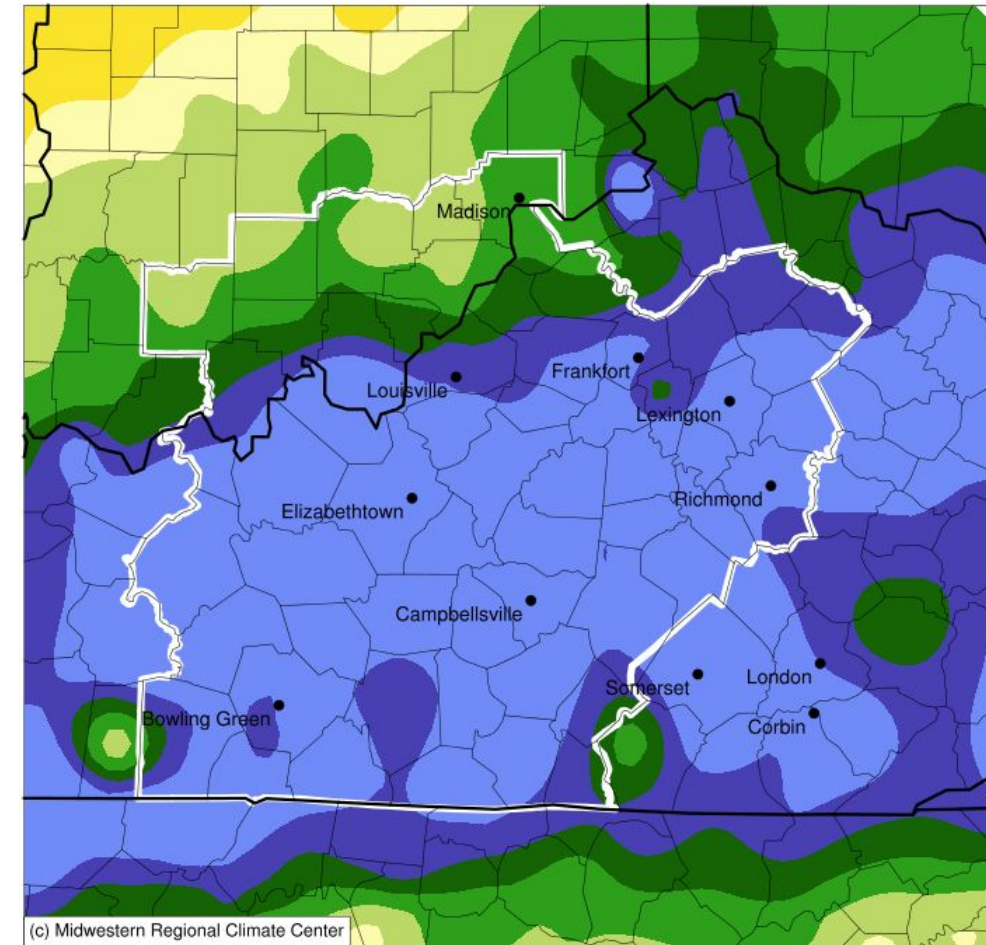 Madison
Frankfort
Louisville
Lexington
Richmond
Elizabethtown
Campbellsville
Somerset
London
Bowling Green
Corbin
(c) Midwestern Regional Climate Center